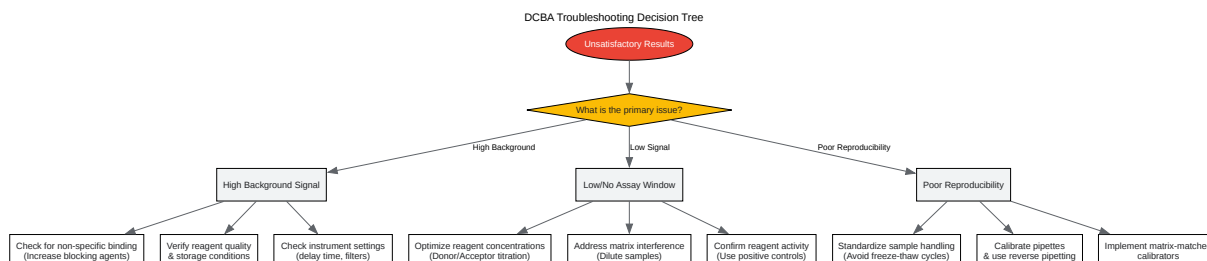 DCBA Troubleshooting Decision Tree
Unsatisfactory Results
What is the primary issue?
High Background
Low Signal
Poor Reproducibility
High Background Signal
Low/No Assay Window
Poor Reproducibility
Check for non-specific binding
(Increase blocking agents)
Verify reagent quality
& storage conditions
Check instrument settings
(delay time, filters)
Optimize reagent concentrations
(Donor/Acceptor titration)
Address matrix interference
(Dilute samples)
Confirm reagent activity
(Use positive controls)
Standardize sample handling
(Avoid freeze-thaw cycles)
Calibrate pipettes
& use reverse pipetting
Implement matrix-matche
calibrators